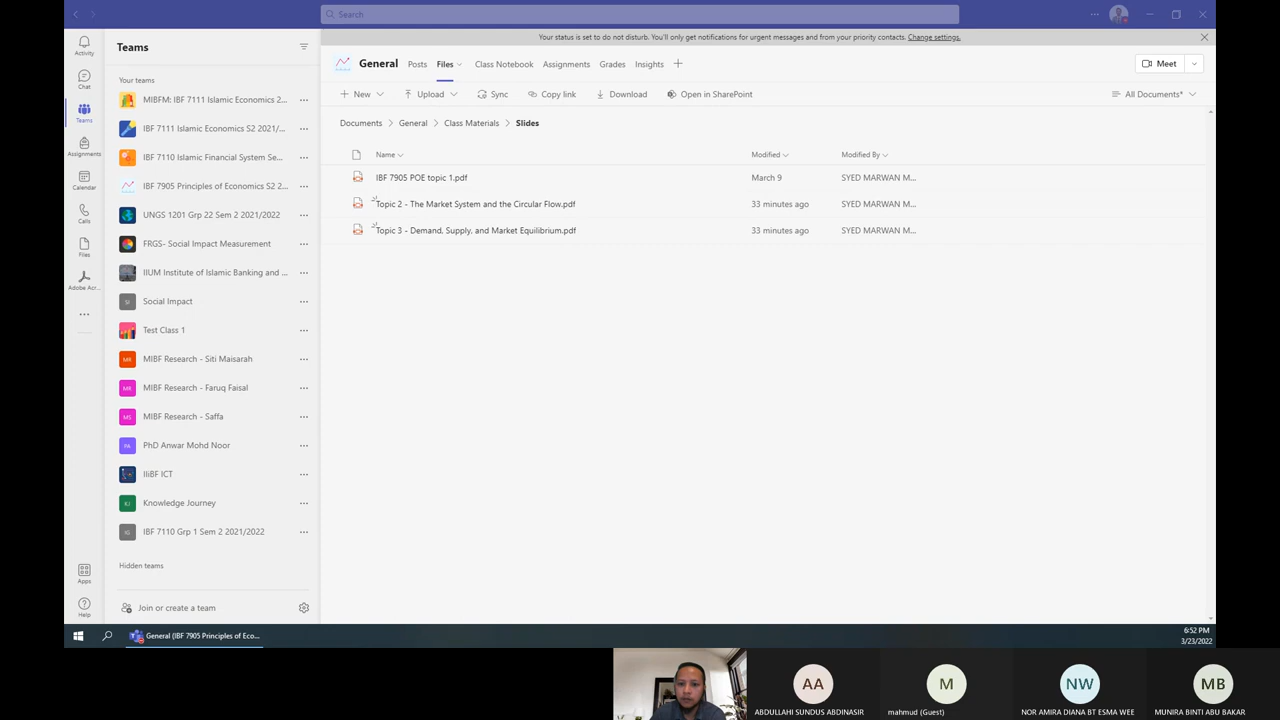 Search
Your status is set to do not disturb. You'll only get notifications for urgent messages and from your priority contacts. Change settings.
Activity
Chat
Teams
Assignments
Calendar
Calls
Files
Adobe Acr...
Apps
Help
Teams
Your teams
MIBFM: IBF 7111 Islamic Economics 2...
IBF 7111 Islamic Economics S2 2021/...
IBF 7110 Islamic Financial System Se...
IBF 7905 Principles of Economics S2 2...
UNGS 1201 Grp 22 Sem 2 2021/2022
FRGS- Social Impact Measurement
IIUM Institute of Islamic Banking and ...
SI Social Impact
Test Class 1
MR MIBF Research - Siti Maisarah
MR MIBF Research - Faruq Faisal
MS MIBF Research - Saffa
PA PhD Anwar Mohd Noor
IIiBF ICT
KJ Knowledge Journey
IG IBF 7110 Grp 1 Sem 2 2021/2022
Hidden teams
Join or create a team
General Posts Files Class Notebook Assignments Grades Insights Meet
New Upload Sync Copy link Download Open in SharePoint All Documents*
Documents > General > Class Materials > Slides
Name Modified Modified By
IBF 7905 POE topic 1.pdf March 9 SYED MARWAN M...
Topic 2 - The Market System and the Circular Flow.pdf 33 minutes ago SYED MARWAN M...
Topic 3 - Demand, Supply, and Market Equilibrium.pdf 33 minutes ago SYED MARWAN M...
General (IBF 7905 Principles of Eco...
6:52 PM
3/23/2022
AA
ABDULLAHI SUNDUS ABDINASIR
M
mahmud (Guest)
NW
NOR AMIRA DIANA BT ESMA WEE
MB
MUNIRA BINTI ABU BAKAR